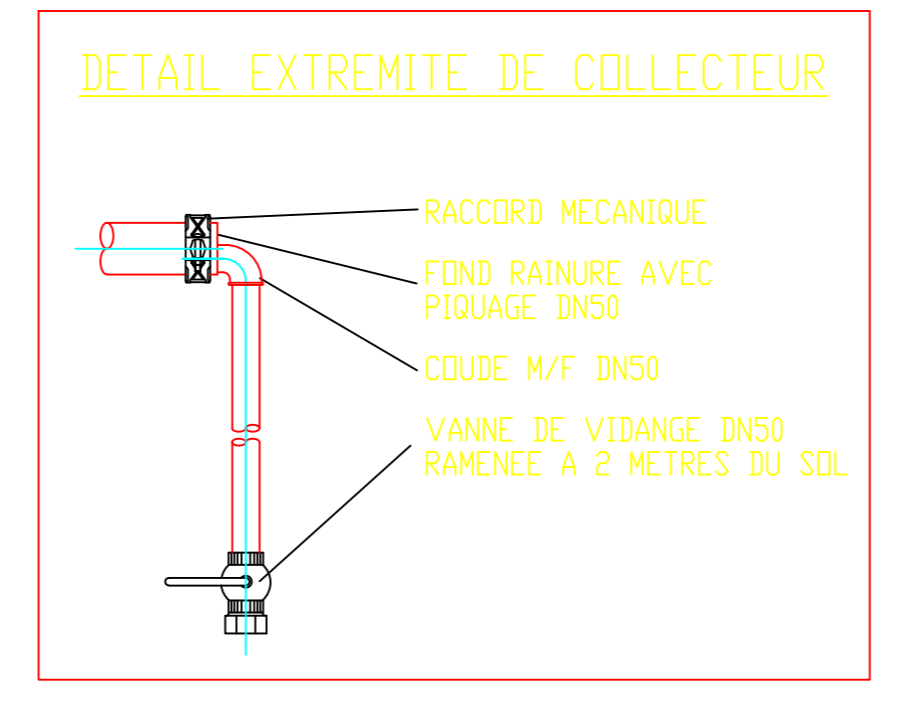 DETAIL EXTREMITE DE COLLECTEUR
RACCORD MECANIQUE
FOND RAINURE AVEC
PIQUAGE DN50
COUDE M/F DN50
VANNE DE VIDANGE DN50
RAMENEE A 2 METRES DU SOL